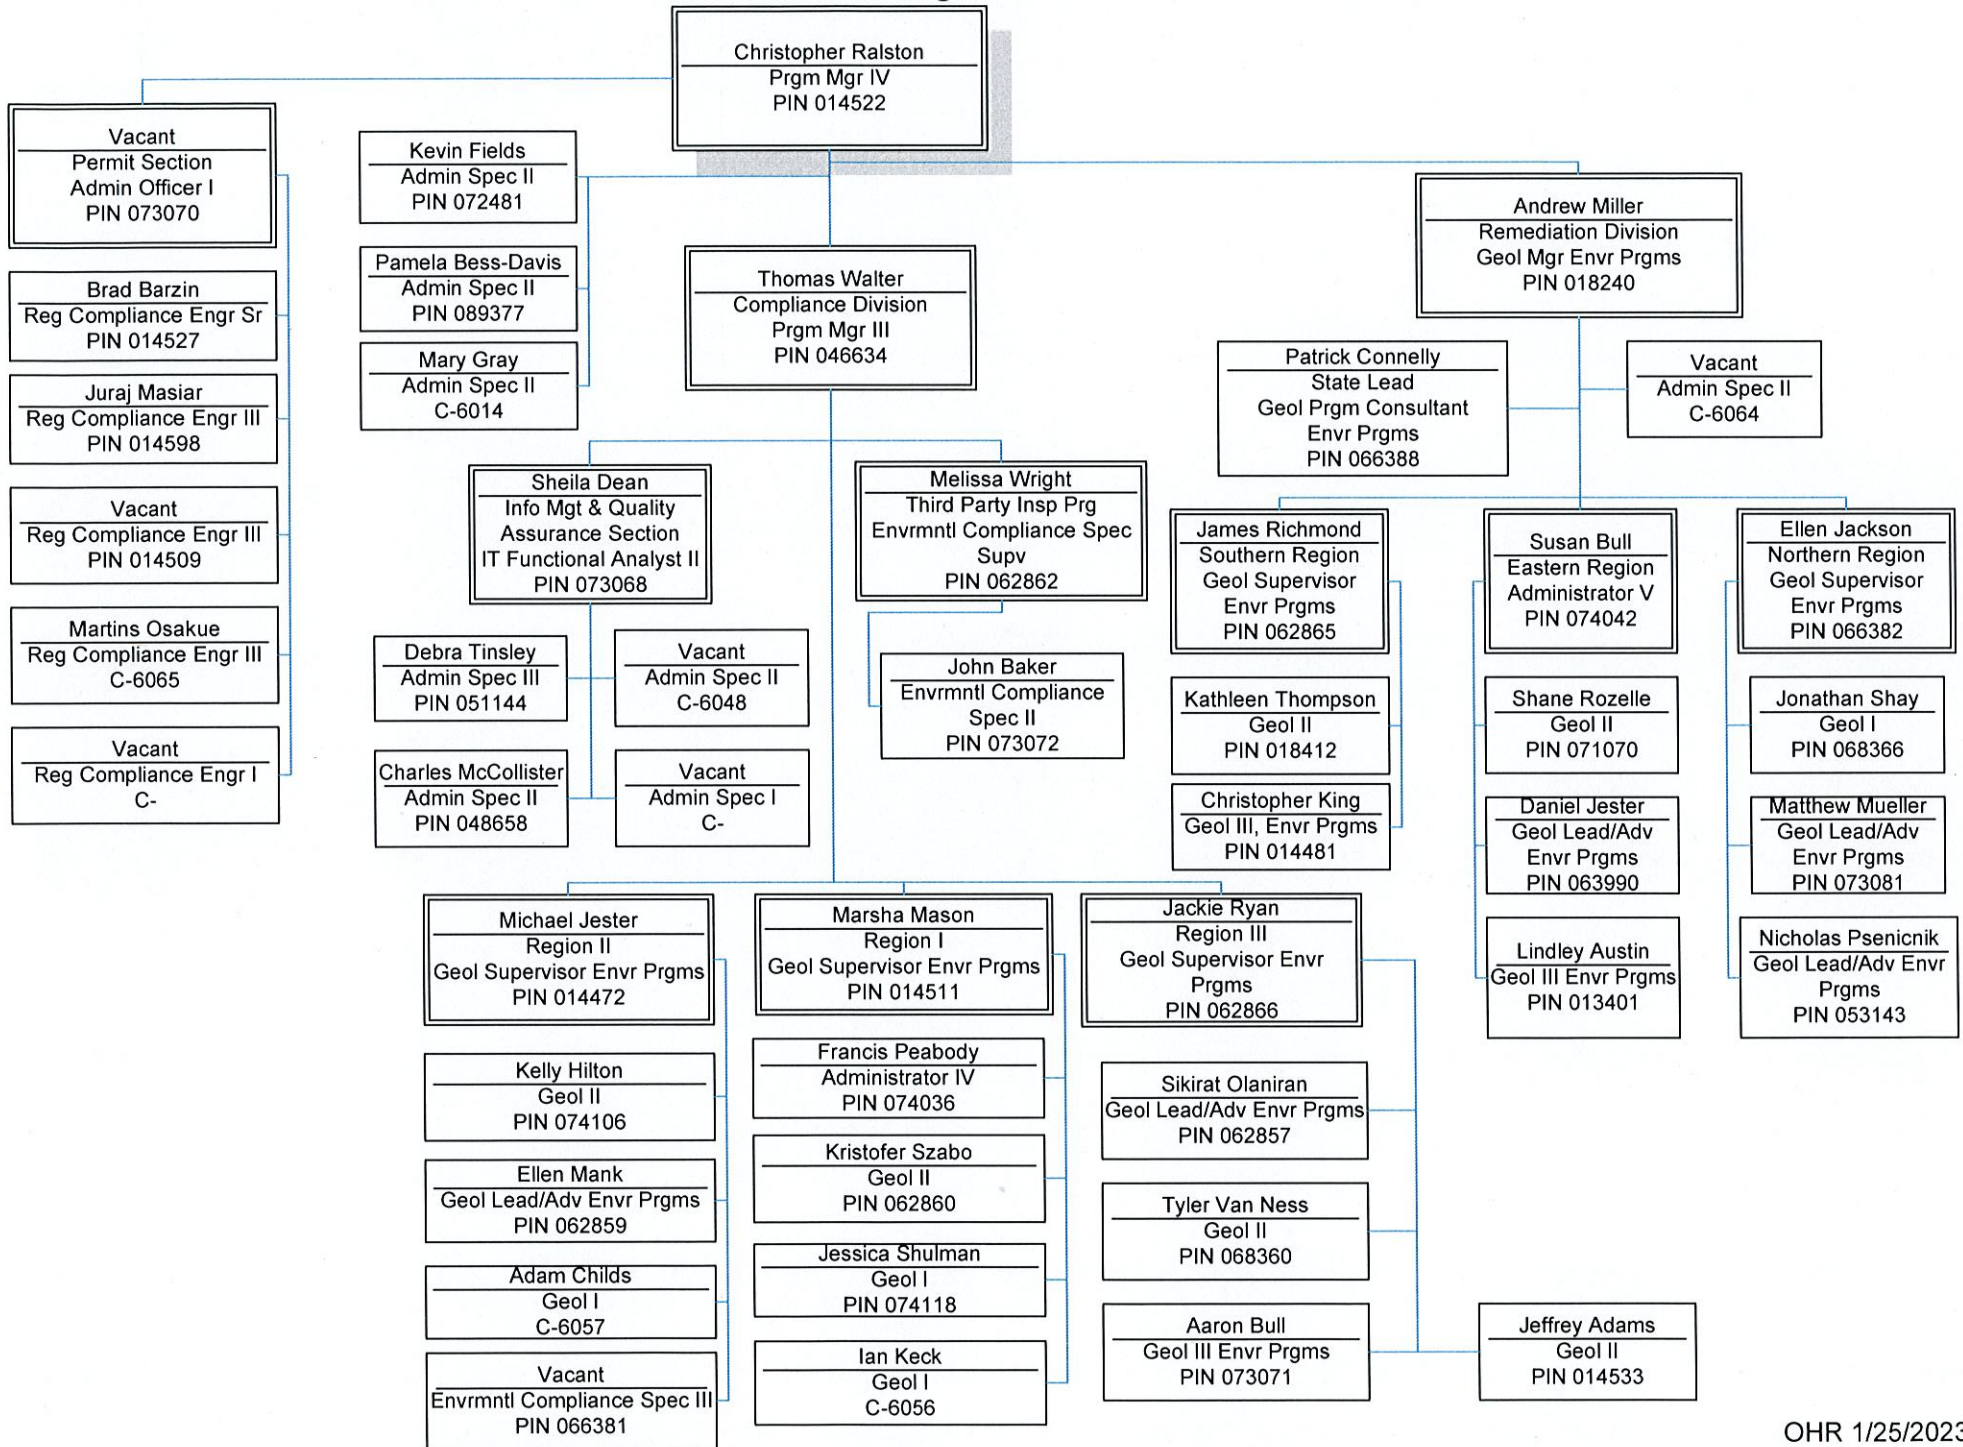 Christopher Ralston
Prgm Mgr IV
PIN 014522
Vacant
Permit Section
Admin Officer I
PIN 073070
Brad Barzin
Reg Compliance Engr Sr
PIN 014527
Juraj Masiar
Reg Compliance Engr III
PIN 014598
Vacant
Reg Compliance Engr III
PIN 014509
Martins Osakue
Reg Compliance Engr III
C-6065
Vacant
Reg Compliance Engr I
C-
Kevin Fields
Admin Spec II
PIN 072481
Pamela Bess-Davis
Admin Spec II
PIN 089377
Mary Gray
Admin Spec II
C-6014
Thomas Walter
Compliance Division
Prgm Mgr III
PIN 046634
Sheila Dean
Info Mgt & Quality
Assurance Section
IT Functional Analyst II
PIN 073068
Debra Tinsley
Admin Spec III
PIN 051144
Vacant
Admin Spec II
C-6048
Charles McCollister
Admin Spec II
PIN 048658
Vacant
Admin Spec I
C-
Melissa Wright
Third Party Insp Prg
Envrmntl Compliance Spec
Supv
PIN 062862
John Baker
Envrmntl Compliance
Spec II
PIN 073072
Michael Jester
Region II
Geol Supervisor Envr Prgms
PIN 014472
Kelly Hilton
Geol II
PIN 074106
Ellen Mank
Geol Lead/Adv Envr Prgms
PIN 062859
Adam Childs
Geol I
C-6057
Vacant
Envrmntl Compliance Spec III
PIN 066381
Marsha Mason
Region I
Geol Supervisor Envr Prgms
PIN 014511
Francis Peabody
Administrator IV
PIN 074036
Kristofer Szabo
Geol II
PIN 062860
Jessica Shulman
Geol I
PIN 074118
Ian Keck
Geol I
C-6056
Jackie Ryan
Region III
Geol Supervisor Envr
Prgms
PIN 062866
Sikirat Olaniran
Geol Lead/Adv Envr Prgms
PIN 062857
Tyler Van Ness
Geol II
PIN 068360
Aaron Bull
Geol III Envr Prgms
PIN 073071
Jeffrey Adams
Geol II
PIN 014533
Andrew Miller
Remediation Division
Geol Mgr Envr Prgms
PIN 018240
Patrick Connelly
State Lead
Geol Prgm Consultant
Envr Prgms
PIN 066388
Vacant
Admin Spec II
C-6064
James Richmond
Southern Region
Geol Supervisor
Envr Prgms
PIN 062865
Kathleen Thompson
Geol II
PIN 018412
Christopher King
Geol III, Envr Prgms
PIN 014481
Susan Bull
Eastern Region
Administrator V
PIN 074042
Shane Rozelle
Geol II
PIN 071070
Daniel Jester
Geol Lead/Adv
Envr Prgms
PIN 063990
Lindley Austin
Geol III Envr Prgms
PIN 013401
Ellen Jackson
Northern Region
Geol Supervisor
Envr Prgms
PIN 066382
Jonathan Shay
Geol I
PIN 068366
Matthew Mueller
Geol Lead/Adv
Envr Prgms
PIN 073081
Nicholas Psenicnik
Geol Lead/Adv Envr
Prgms
PIN 053143
OHR 1/25/2023